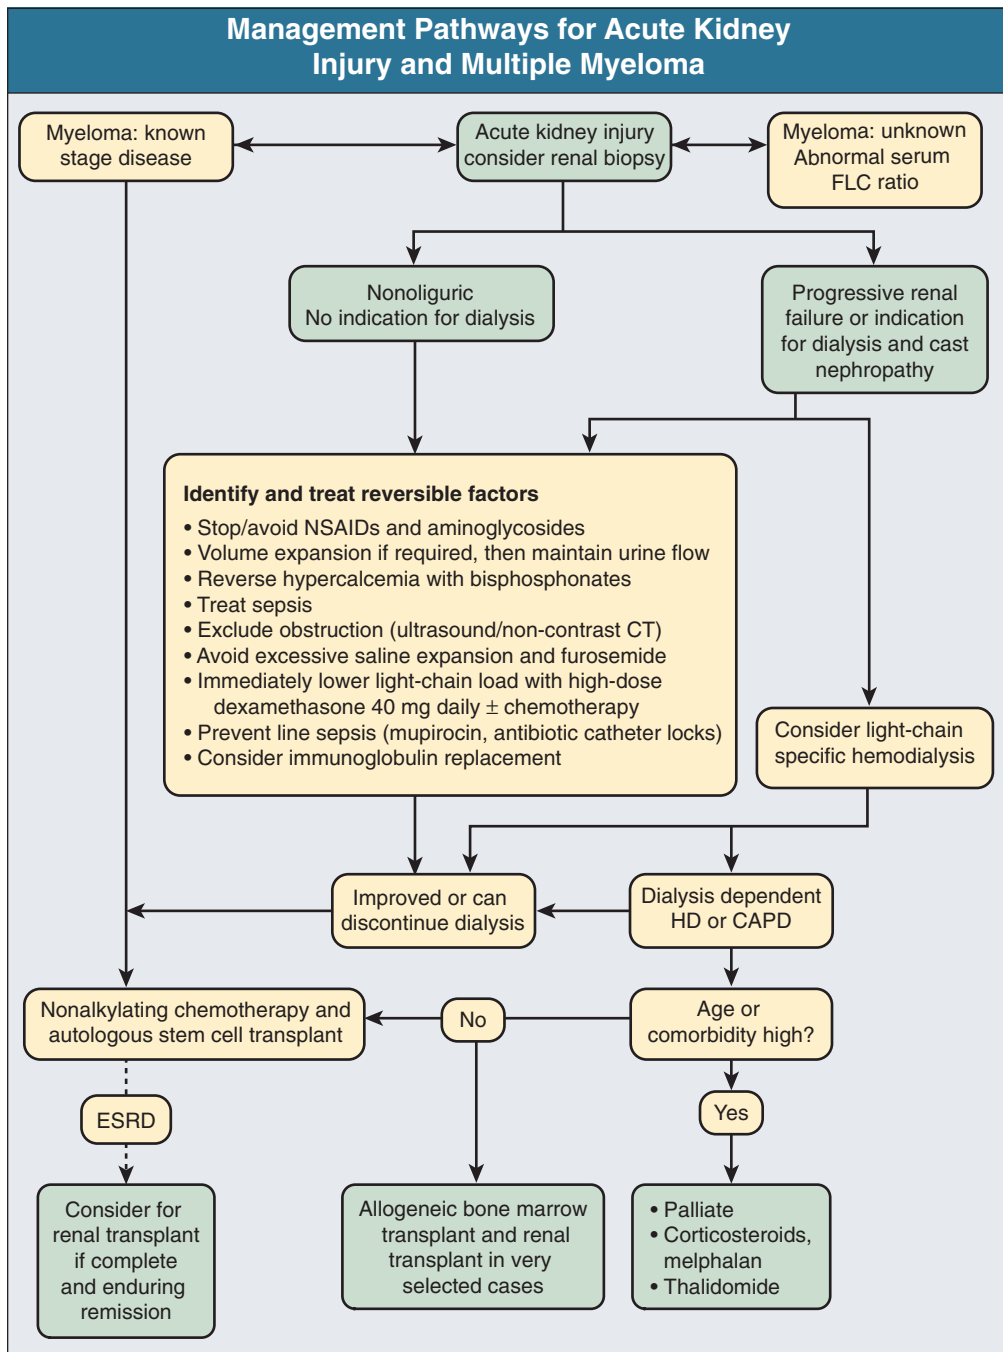 Management Pathways for Acute Kidney
Injury and Multiple Myeloma
Myeloma: known
stage disease
Acute kidney injury
consider renal biopsy
Myeloma: unknown
Abnormal serum
FLC ratio
Nonoliguric
No indication for dialysis
Progressive renal
failure or indication
for dialysis and cast
nephropathy
Identify and treat reversible factors
• Stop/avoid NSAIDs and aminoglycosides
• Volume expansion if required, then maintain urine flow
• Reverse hypercalcemia with bisphosphonates
• Treat sepsis
• Exclude obstruction (ultrasound/non-contrast CT)
• Avoid excessive saline expansion and furosemide
• Immediately lower light-chain load with high-dose
dexamethasone 40 mg daily ± chemotherapy
• Prevent line sepsis (mupirocin, antibiotic catheter locks)
• Consider immunoglobulin replacement
Consider light-chain
specific hemodialysis
Improved or can
discontinue dialysis
Dialysis dependent
HD or CAPD
Nonalkylating chemotherapy and
autologous stem cell transplant
No
Age or
comorbidity high?
ESRD
Yes
Consider for
renal transplant
if complete
and enduring
remission
Allogeneic bone marrow
transplant and renal
transplant in very
selected cases
• Palliate
• Corticosteroids,
melphalan
• Thalidomide